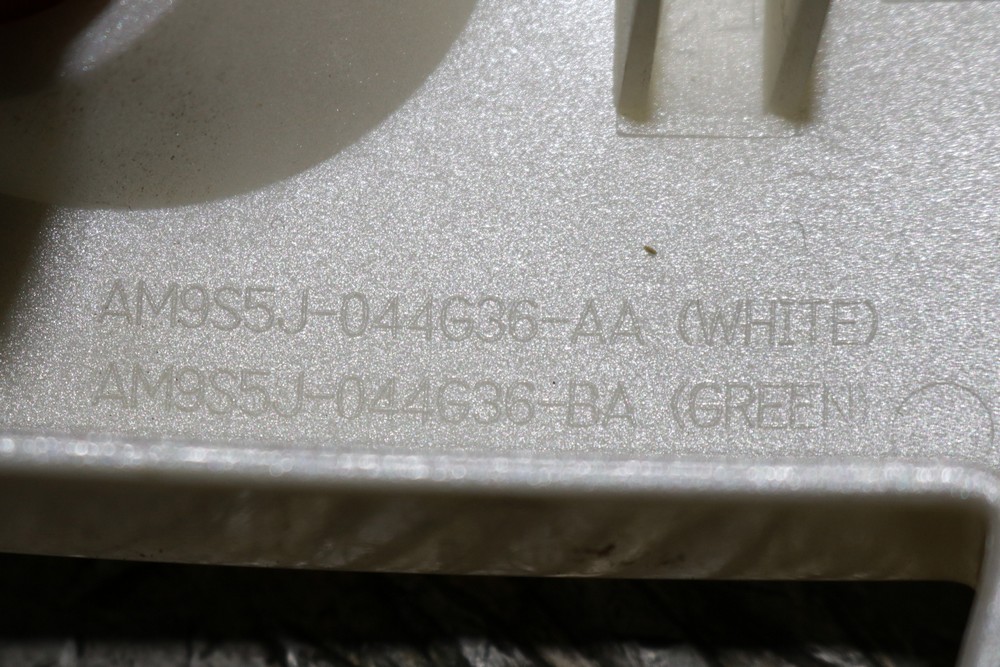 AM9S5J-044G36-AA (WHITE)
AM9S5J-044G36-BA (GREEN)